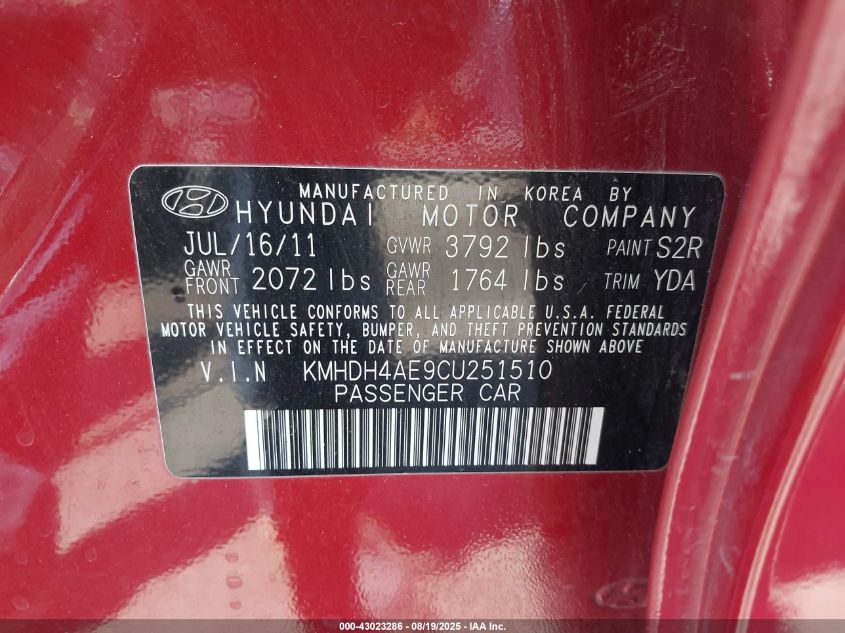 MANUFACTURED IN KOREA BY
HYUNDAI MOTOR COMPANY
JUL/16/11 GVWR 3792 lbs PAINT S2R
GAWR FRONT 2072 lbs GAWR REAR 1764 lbs TRIM YDA
THIS VEHICLE CONFORMS TO ALL APPLICABLE U.S.A. FEDERAL
MOTOR VEHICLE SAFETY, BUMPER, AND THEFT PREVENTION STANDARDS
IN EFFECT ON THE DATE OF MANUFACTURE SHOWN ABOVE.
V.I.N KMHDH4AE9CU251510
PASSENGER CAR
000-43023286 - 08/19/2025 - IAA Inc.